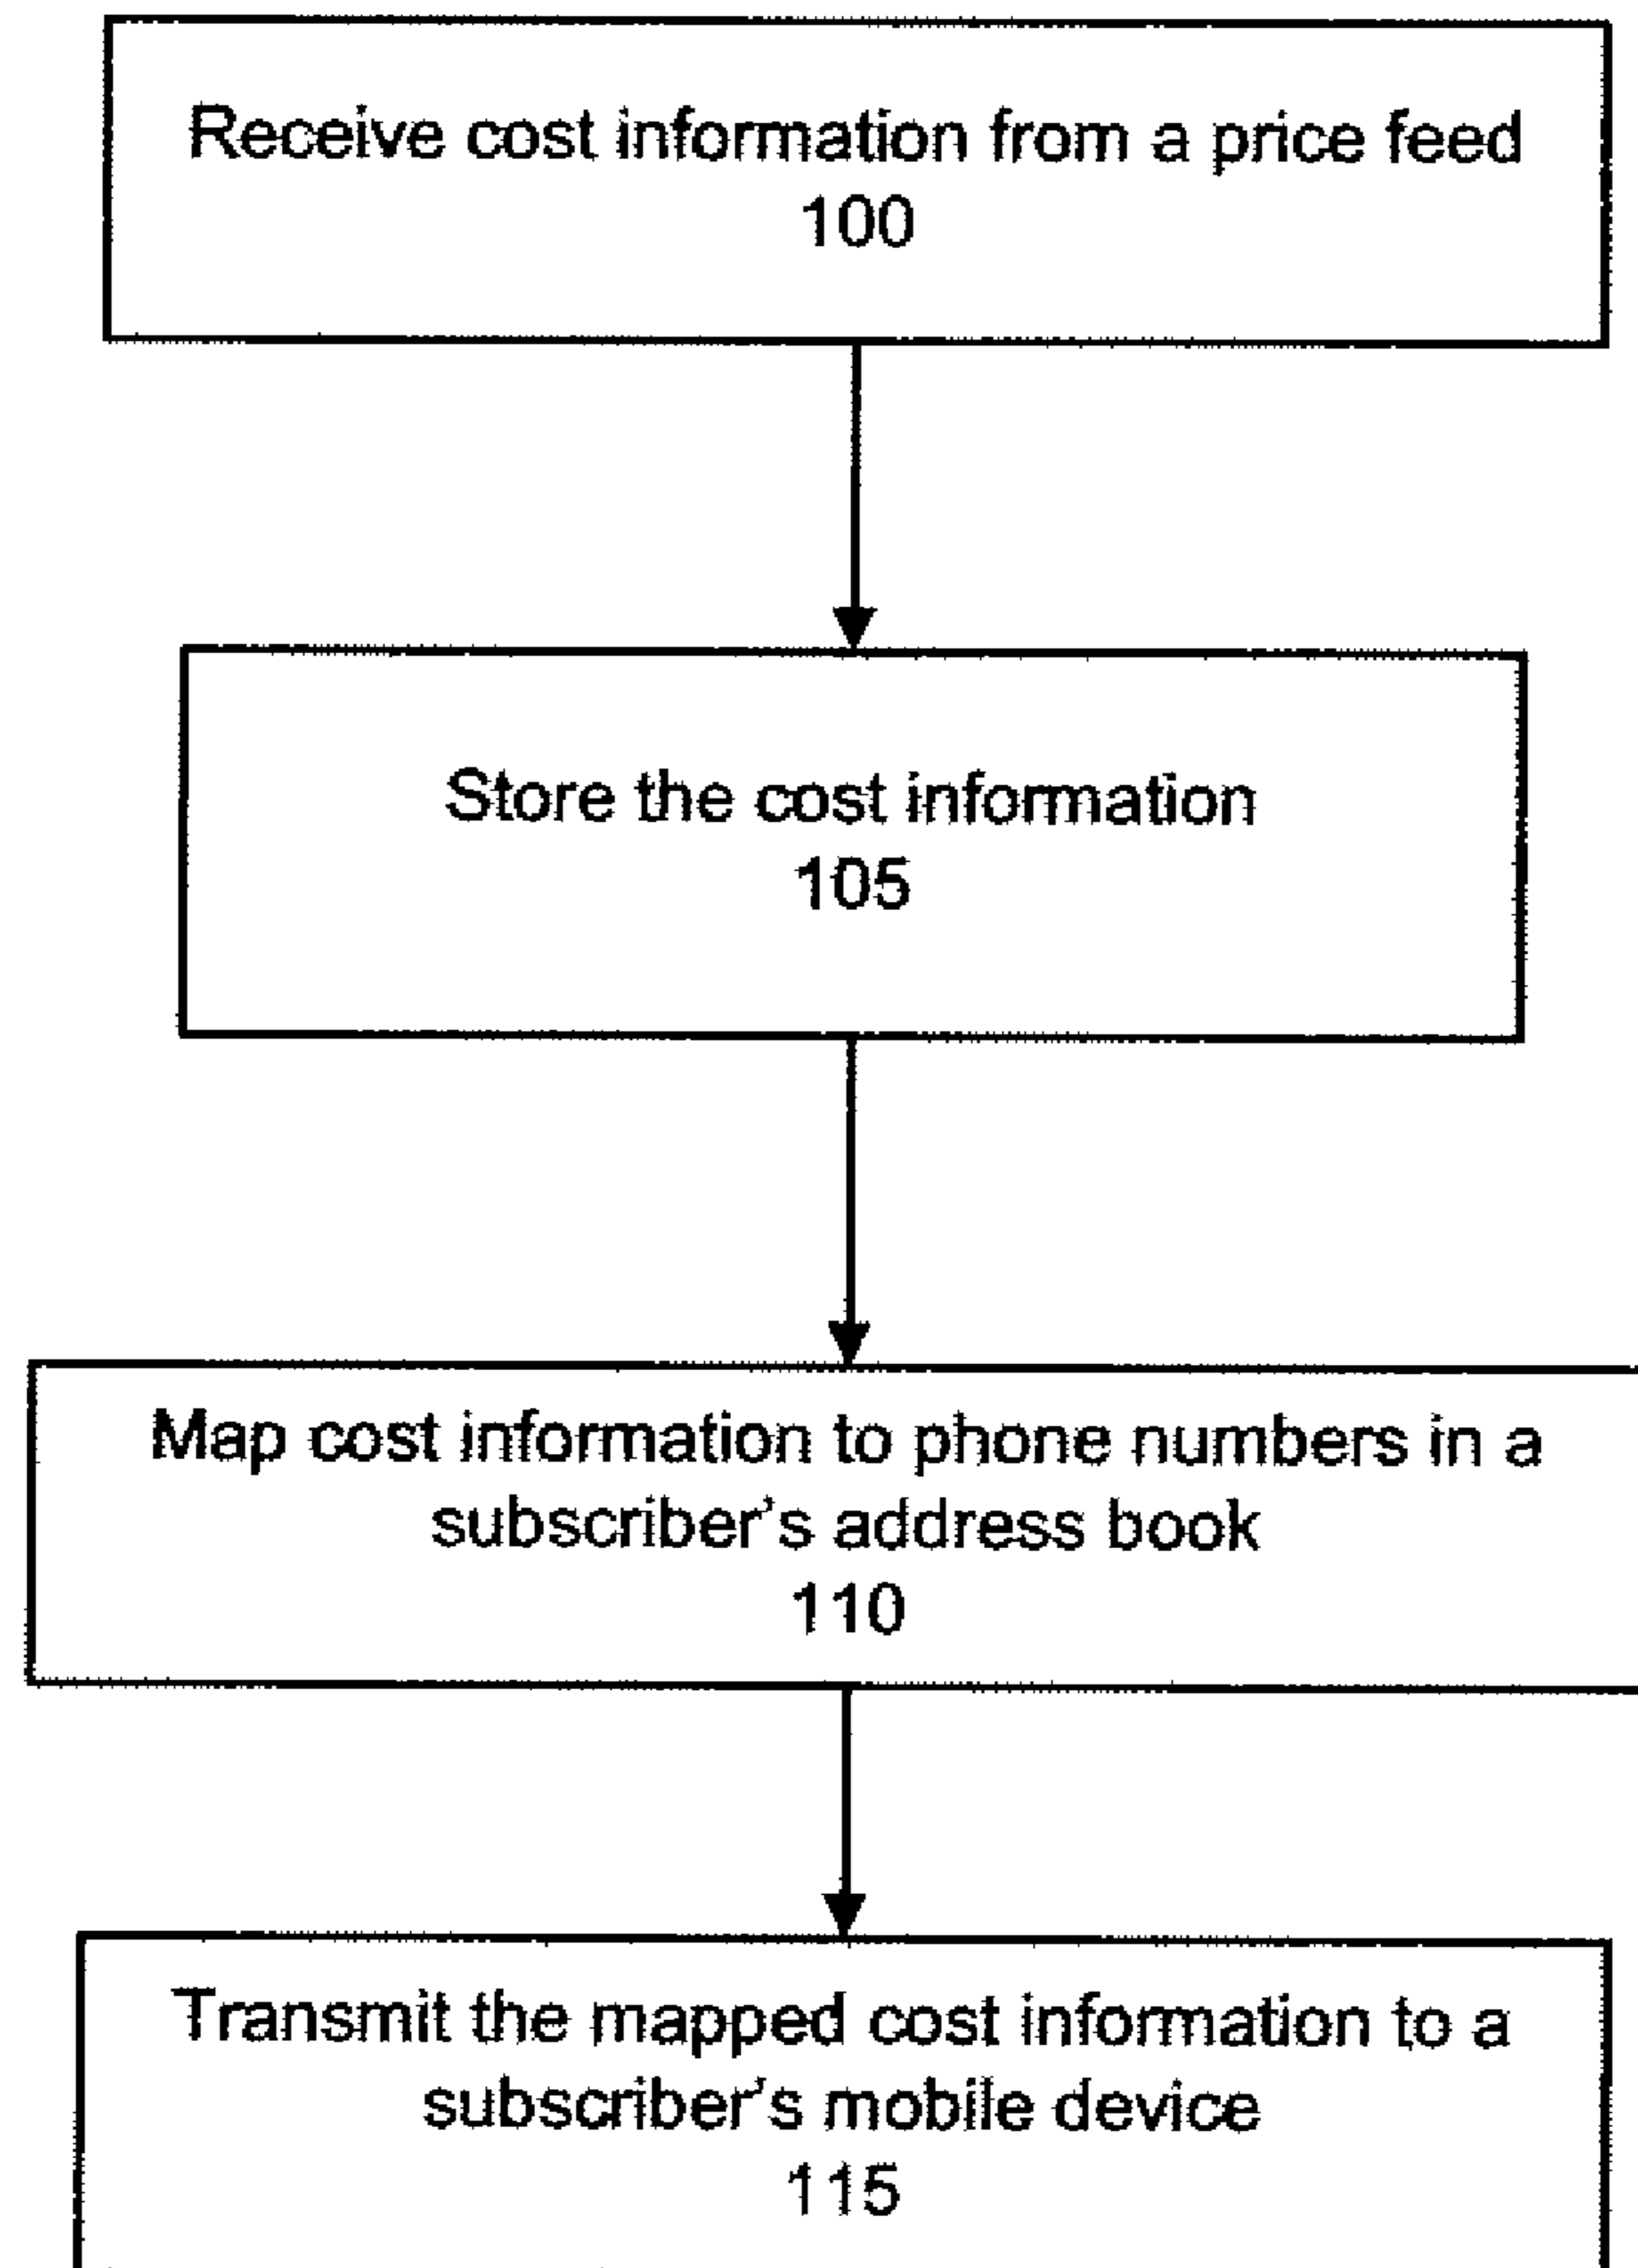 Receive cost information from a price feed
100
Store the cost information
105
Map cost information to phone numbers in a
subscriber's address book
110
Transmit the mapped cost information to a
subscriber's mobile device
115